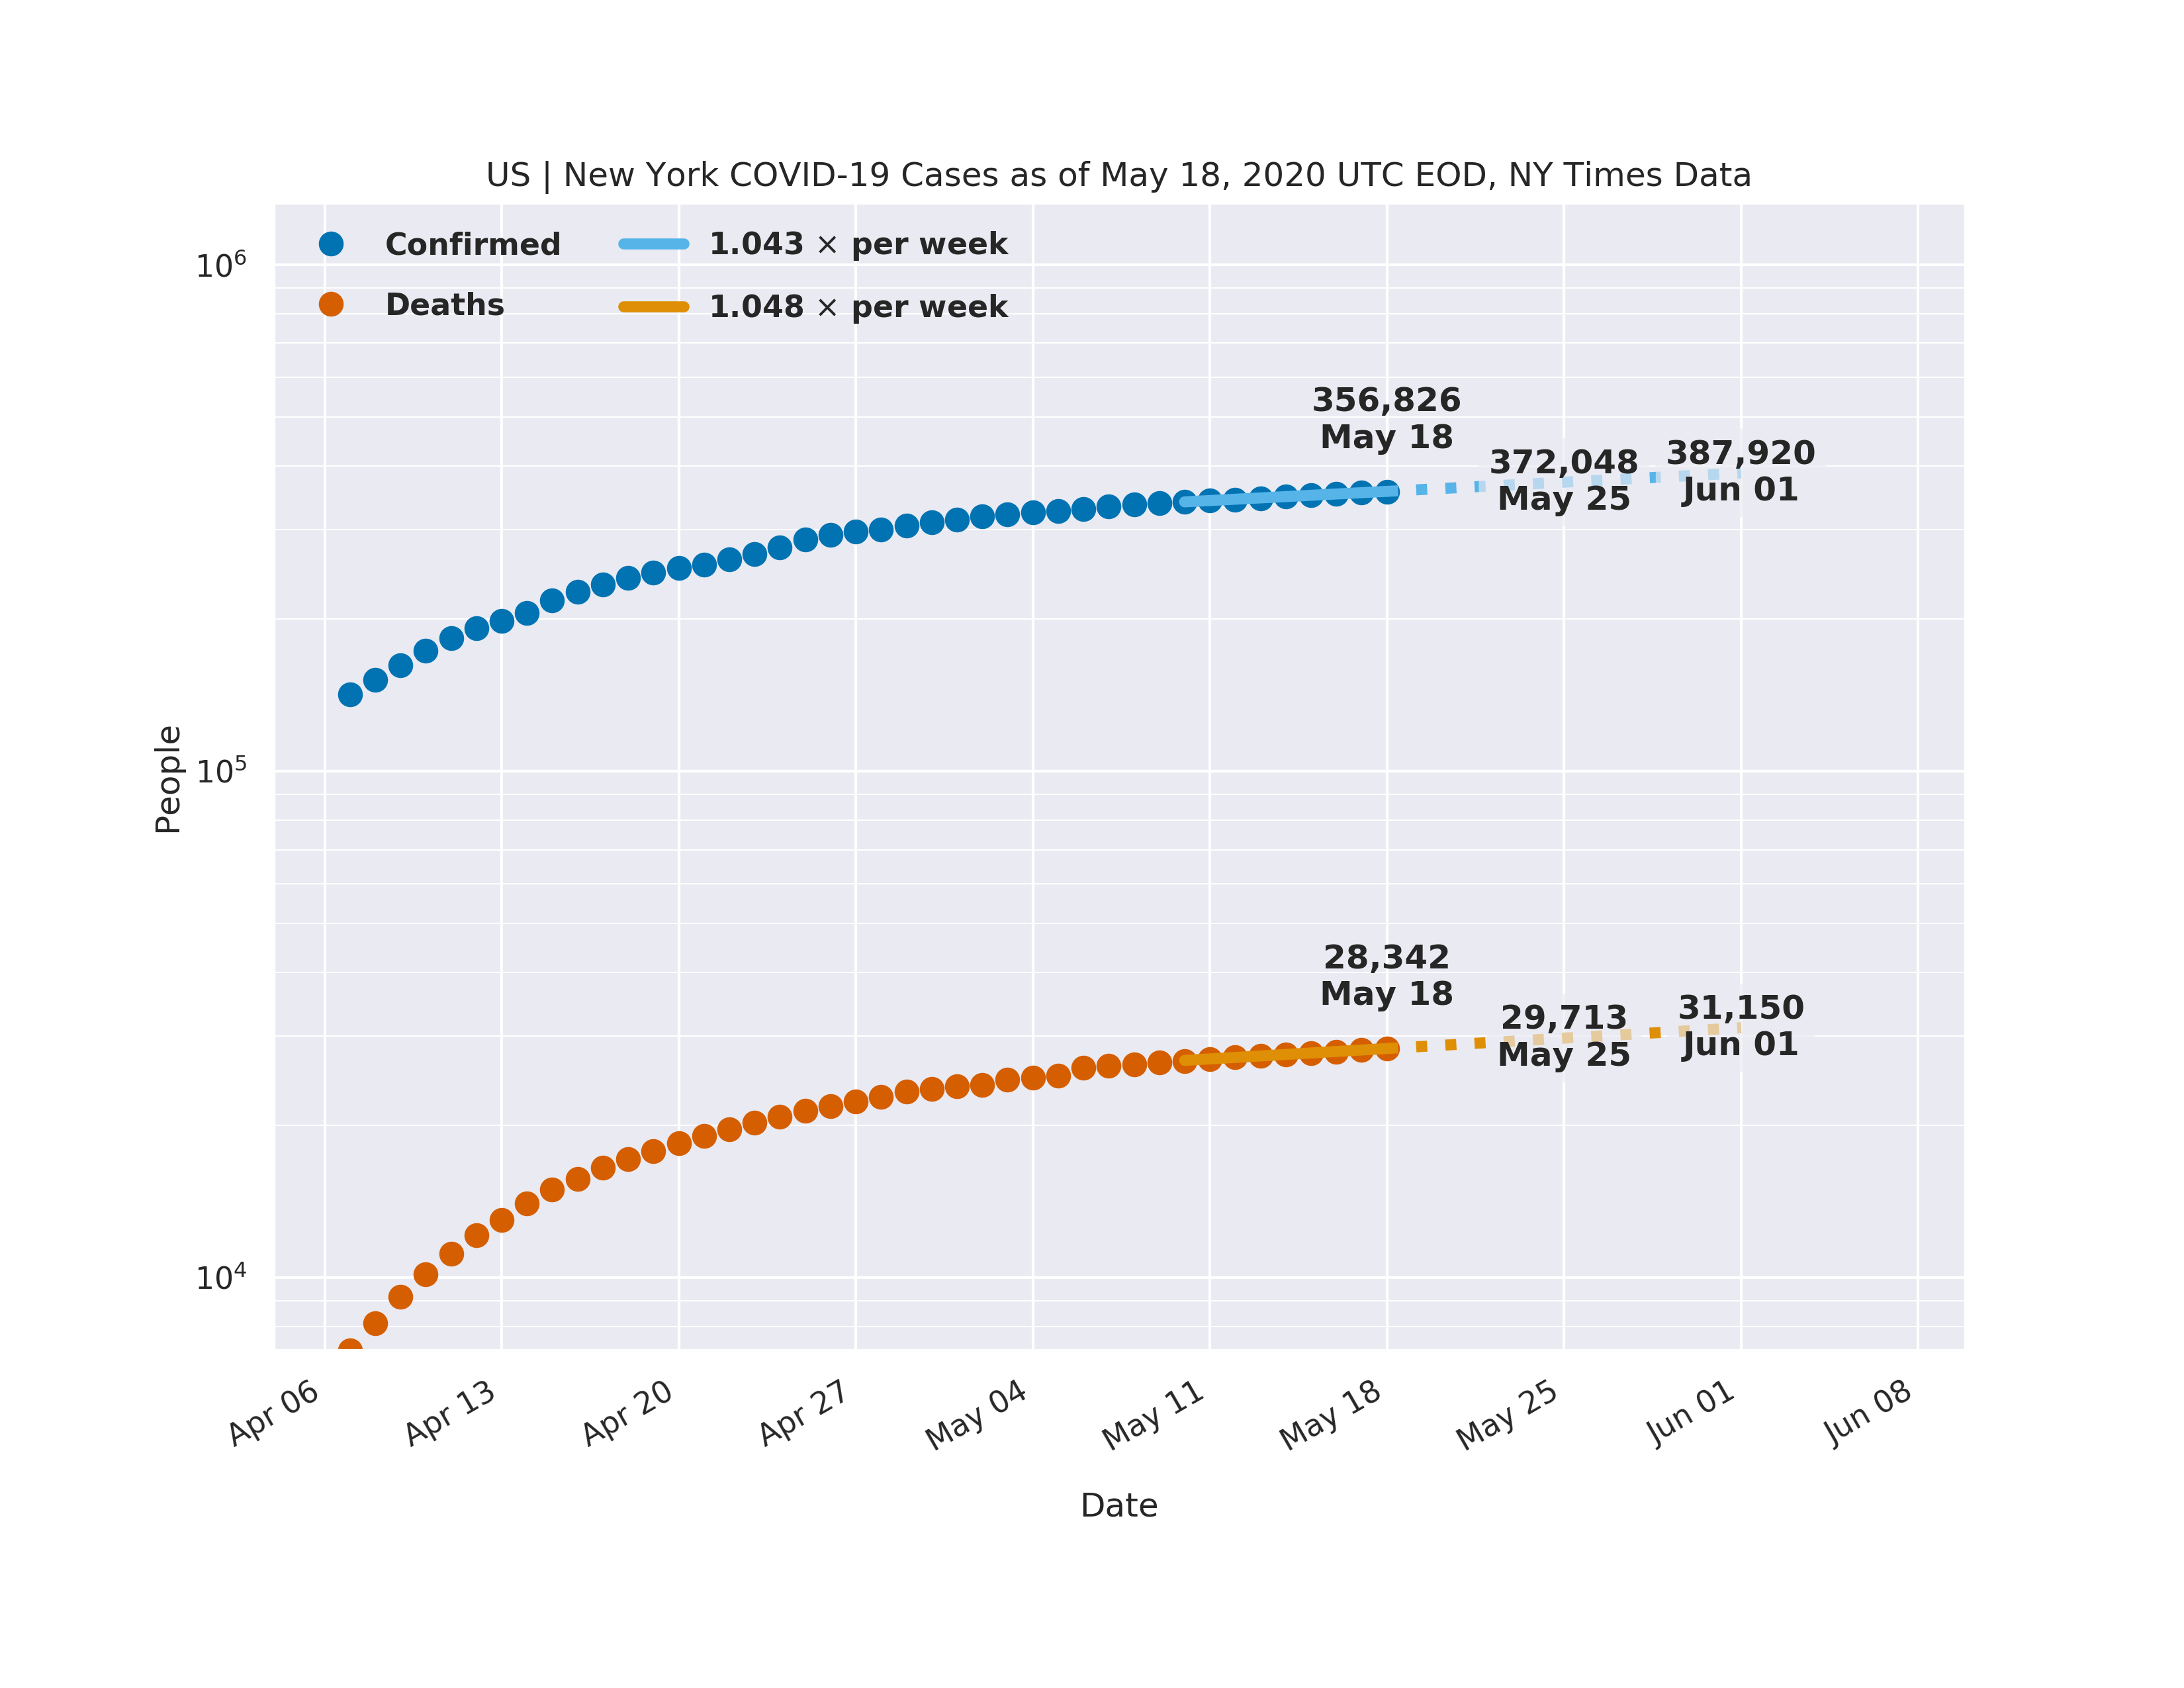 US | New York COVID-19 Cases as of May 18, 2020 UTC EOD, NY Times Data
Confirmed
1.043 × per week
Deaths
1.048 × per week
10⁶
10⁵
10⁴
People
356,826
May 18
372,048
May 25
387,920
Jun 01
28,342
May 18
29,713
May 25
31,150
Jun 01
Apr 06
Apr 13
Apr 20
Apr 27
May 04
May 11
May 18
May 25
Jun 01
Jun 08
Date